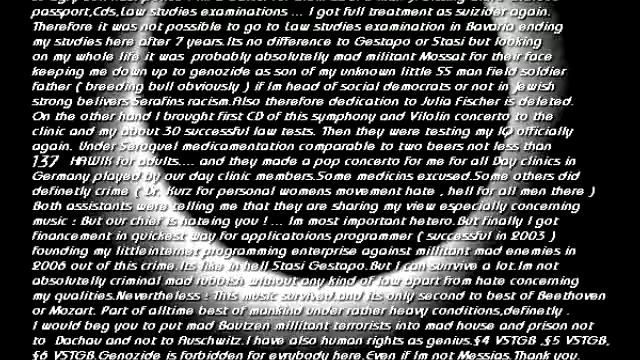 passport,Cds,Law studies examinations ... I got full treatment as suizider again.
Therefore it was not possible to go to Law studies examination in Bavaria ending
my studies here after 7 years.Its no difference to Gestapo or Stasi but looking
on my whole life it was probably absolutelly mad militant Mossat for their face
keeping me down up to genozide as son of my unknown little SS man field soldier
father ( breeding bull obviously ) if Im head of social democrats or not in Jewish
strong belivers Serafins racism.Also therefore dedication to Julia Fischer is deleted.
On the other hand I brought first CD of this symphony and Vilolin concerto to the
clinic and my about 30 successful law tests. Then they were testing my IQ officially
again. Under Seroquel medicamentation comparable to two beers not less than
137 HAWIK for adults.... and they made a pop concerto for me for all Day clinics in
Germany played by our day clinic members.Some medicins excused.Some others did
definetly crime ( Dr. Kurz for personal womens movement hate , hell for all men there )
Both assistants were telling me that they are sharing my view especially concerning
music : But our chief is hateing you ! ... Im most important hetero.But finally I got
financement in quickest way for applicatoions programmer ( successful in 2003 )
founding my littleinternet programming enterprise against millitant mad enemies in
2006 out of this crime.Its like in hell Stasi Gestapo.But I can survive a lot.Im not
absolutelly criminal mad rubbish without any kind of law apart from hate concerning
my qualities.Nevertheless : This music survived.and its only second to best of Beethoven
or Mozart. Part of alltime best of mankind under rather heavy conditions,definetly .
I would beg you to put mad Bautzen millitant terrorists into mad house and prison not
to Dachau and not to Auschwitz.I have also human rights as genius.§4 VSTGB ,§5 VSTGB,
§6 VSTGB.Genozide is forbidden for evrybody here.Even if Im not Messias.Thank you.